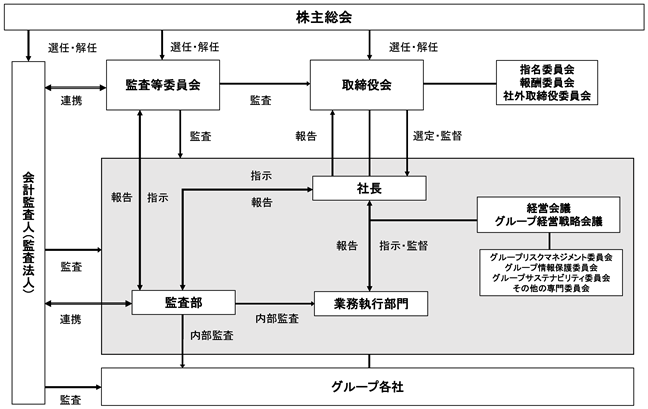 株主総会
選任・解任
選任・解任
選任・解任
監査等委員会
取締役会
指名委員会
報酬委員会
社外取締役委員会
連携
監査
監査
報告
選定・監督
会計監査人（監査法人）
報告
指示
指示
報告
社長
経営会議
グループ経営戦略会議
報告
指示・監督
グループリスクマネジメント委員会
グループ情報保護委員会
グループサステナビリティ委員会
その他の専門委員会
監査
監査部
業務執行部門
連携
内部監査
内部監査
グループ各社
監査